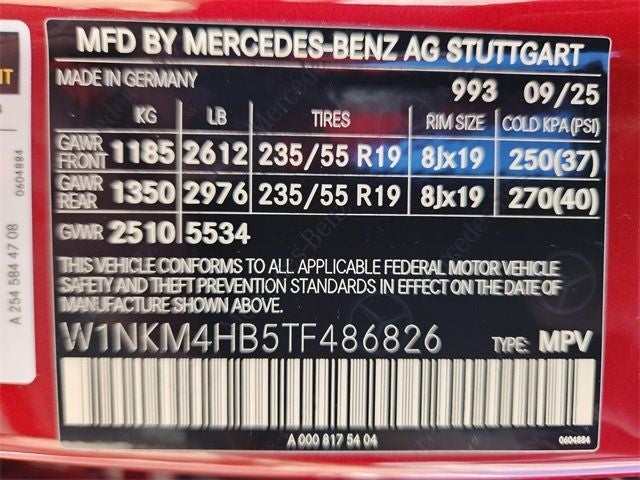 MFD BY MERCEDES-BENZ AG STUTTGART
MADE IN GERMANY 993 09/25
KG LB TIRES RIM SIZE COLD KPA(PSI)
GAWR FRONT 1185 2612 235/55 R19 8Jx19 250(37)
GAWR REAR 1350 2976 235/55 R19 8Jx19 270(40)
GVWR 2510 5534
THIS VEHICLE CONFORMS TO ALL APPLICABLE FEDERAL MOTOR VEHICLE
SAFETY AND THEFT PREVENTION STANDARDS IN EFFECT ON THE DATE OF
MANUFACTURE SHOWN ABOVE.
W1NKM4HB5TF486826 TYPE: MPV
A 000 817 54 04 0604884
A 254 584 47 08
0604884